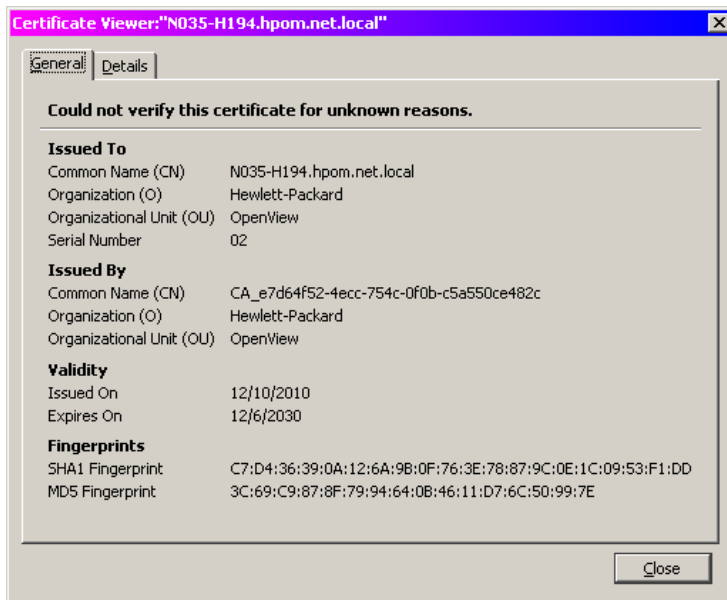 Certificate Viewer:"N035-H194.hpom.net.local"
General Details
Could not verify this certificate for unknown reasons.
Issued To
Common Name (CN) N035-H194.hpom.net.local
Organization (O) Hewlett-Packard
Organizational Unit (OU) OpenView
Serial Number 02
Issued By
Common Name (CN) CA_e7d64f52-4ecc-754c-0f0b-c5a550ce482c
Organization (O) Hewlett-Packard
Organizational Unit (OU) OpenView
Validity
Issued On 12/10/2010
Expires On 12/6/2030
Fingerprints
SHA1 Fingerprint C7:D4:36:39:0A:12:6A:9B:0F:76:3E:78:87:9C:0E:1C:09:53:F1:DD
MD5 Fingerprint 3C:69:C9:87:8F:79:94:64:0B:46:11:D7:6C:50:99:7E
Close